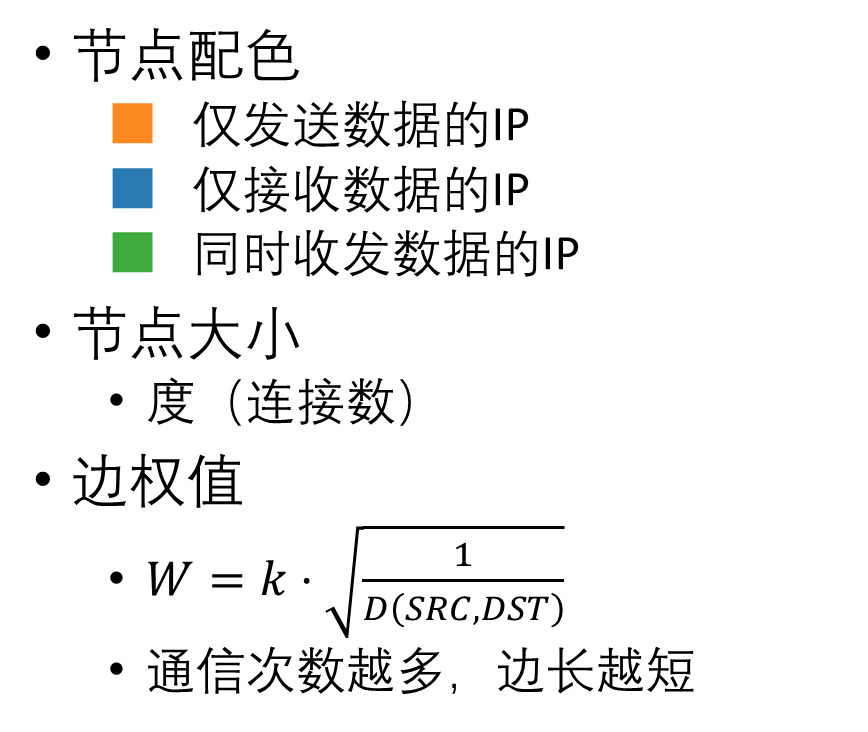 • 节点配色
仅发送数据的IP
仅接收数据的IP
同时收发数据的IP
• 节点大小
• 度（连接数）
• 边权值
• W = k · √(1/D(SRC,DST))
• 通信次数越多，边长越短